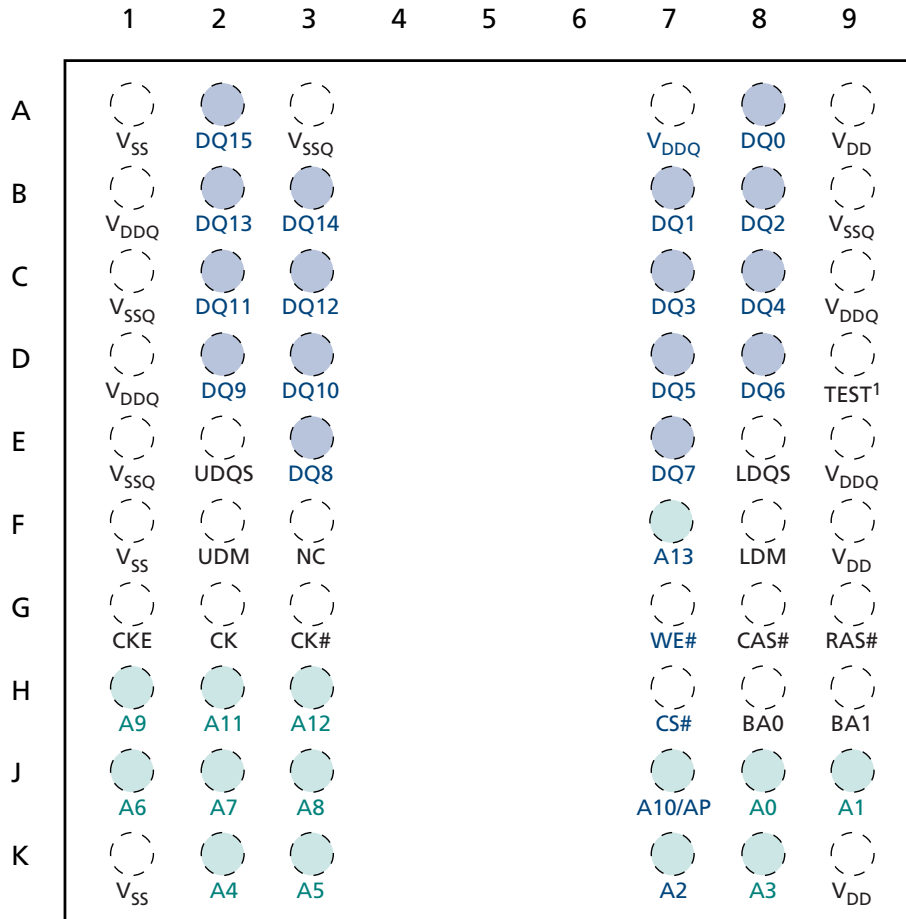 1 2 3 4 5 6 7 8 9
A
VSS DQ15 VSSQ VDDQ DQ0 VDD
B
VDDQ DQ13 DQ14 DQ1 DQ2 VSSQ
C
VSSQ DQ11 DQ12 DQ3 DQ4 VDDQ
D
VDDQ DQ9 DQ10 DQ5 DQ6 TEST1
E
VSSQ UDQS DQ8 DQ7 LDQS VDDQ
F
VSS UDM NC A13 LDM VDD
G
CKE CK CK# WE# CAS# RAS#
H
A9 A11 A12 CS# BA0 BA1
J
A6 A7 A8 A10/AP A0 A1
K
VSS A4 A5 A2 A3 VDD